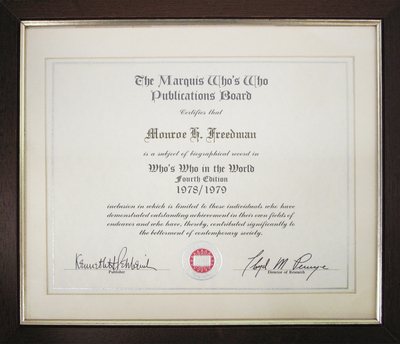 The Marquis Who's Who
Publications Board
Certifies that
Monroe H. Freedman
is a subject of biographical record in
Who's Who in the World
Fourth Edition
1978/1979
inclusion in which is limited to those individuals who have
demonstrated outstanding achievement in their own fields of
endeavor and who have, thereby, contributed significantly to
the betterment of contemporary society.
Publisher
Director of Research